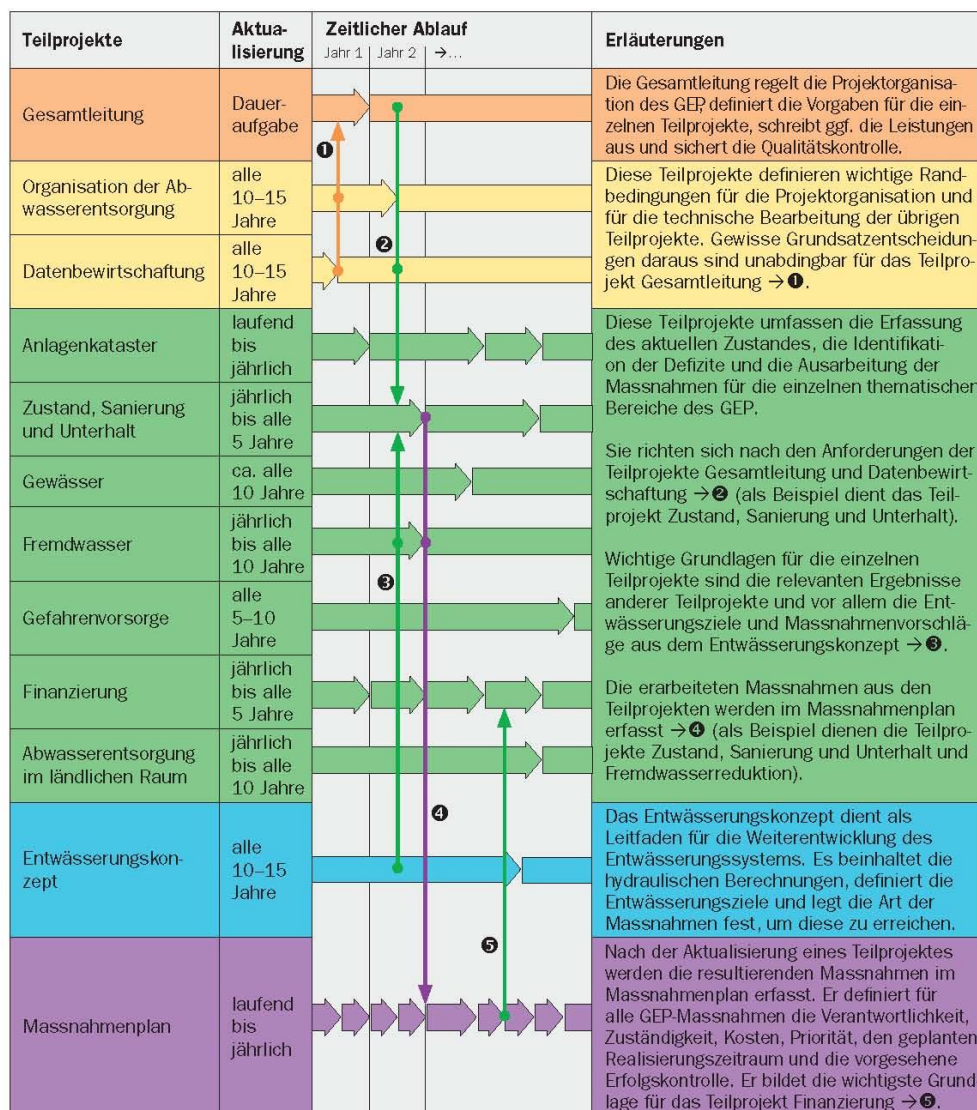 Teilprojekte
Aktua-
lisierung
Zeitlicher Ablauf
Jahr 1 | Jahr 2 | →...
Erläuterungen
Gesamtleitung
Dauer-
aufgabe
Die Gesamtleitung regelt die Projektorganisa-
tion des GEP, definiert die Vorgaben für die ein-
zelnen Teilprojekte, schreibt ggf. die Leistungen
aus und sichert die Qualitätskontrolle.
❶
Organisation der Ab-
wasserentsorgung
alle
10–15
Jahre
❷
Datenbewirtschaftung
alle
10–15
Jahre
Diese Teilprojekte definieren wichtige Rand-
bedingungen für die Projektorganisation und
für die technische Bearbeitung der übrigen
Teilprojekte. Gewisse Grundsatzentscheidun-
gen daraus sind unabdingbar für das Teilpro-
jekt Gesamtleitung →❶.
Anlagenkataster
laufend
bis
jährlich
Zustand, Sanierung
und Unterhalt
jährlich
bis alle
5 Jahre
Gewässer
ca. alle
10 Jahre
Fremdwasser
jährlich
bis alle
10 Jahre
❸
Gefahrenvorsorge
alle
5–10
Jahre
Finanzierung
jährlich
bis alle
5 Jahre
Abwasserentsorgung
im ländlichen Raum
jährlich
bis alle
10 Jahre
Diese Teilprojekte umfassen die Erfassung
des aktuellen Zustandes, die Identifikati-
on der Defizite und die Ausarbeitung der
Massnahmen für die einzelnen thematischen
Bereiche des GEP.
Sie richten sich nach den Anforderungen der
Teilprojekte Gesamtleitung und Datenbewirt-
schaftung →❷ (als Beispiel dient das Teil-
projekt Zustand, Sanierung und Unterhalt).
Wichtige Grundlagen für die einzelnen
Teilprojekte sind die relevanten Ergebnisse
anderer Teilprojekte und vor allem die Ent-
wässerungsziele und Massnahmenvorschlä-
ge aus dem Entwässerungskonzept →❸.
Die erarbeiteten Massnahmen aus den
Teilprojekten werden im Massnahmenplan
erfasst →❹ (als Beispiel dienen die Teilpro-
jekte Zustand, Sanierung und Unterhalt und
Fremdwasserreduktion).
❹
Entwässerungskon-
zept
alle
10–15
Jahre
Das Entwässerungskonzept dient als
Leitfaden für die Weiterentwicklung des
Entwässerungssystems. Es beinhaltet die
hydraulischen Berechnungen, definiert die
Entwässerungsziele und legt die Art der
Massnahmen fest, um diese zu erreichen.
❺
Massnahmenplan
laufend
bis
jährlich
Nach der Aktualisierung eines Teilprojektes
werden die resultierenden Massnahmen im
Massnahmenplan erfasst. Er definiert für
alle GEP-Massnahmen die Verantwortlichkeit,
Zuständigkeit, Kosten, Priorität, den geplanten
Realisierungszeitraum und die vorgesehene
Erfolgskontrolle. Er bildet die wichtigste Grund
lage für das Teilprojekt Finanzierung →❺.